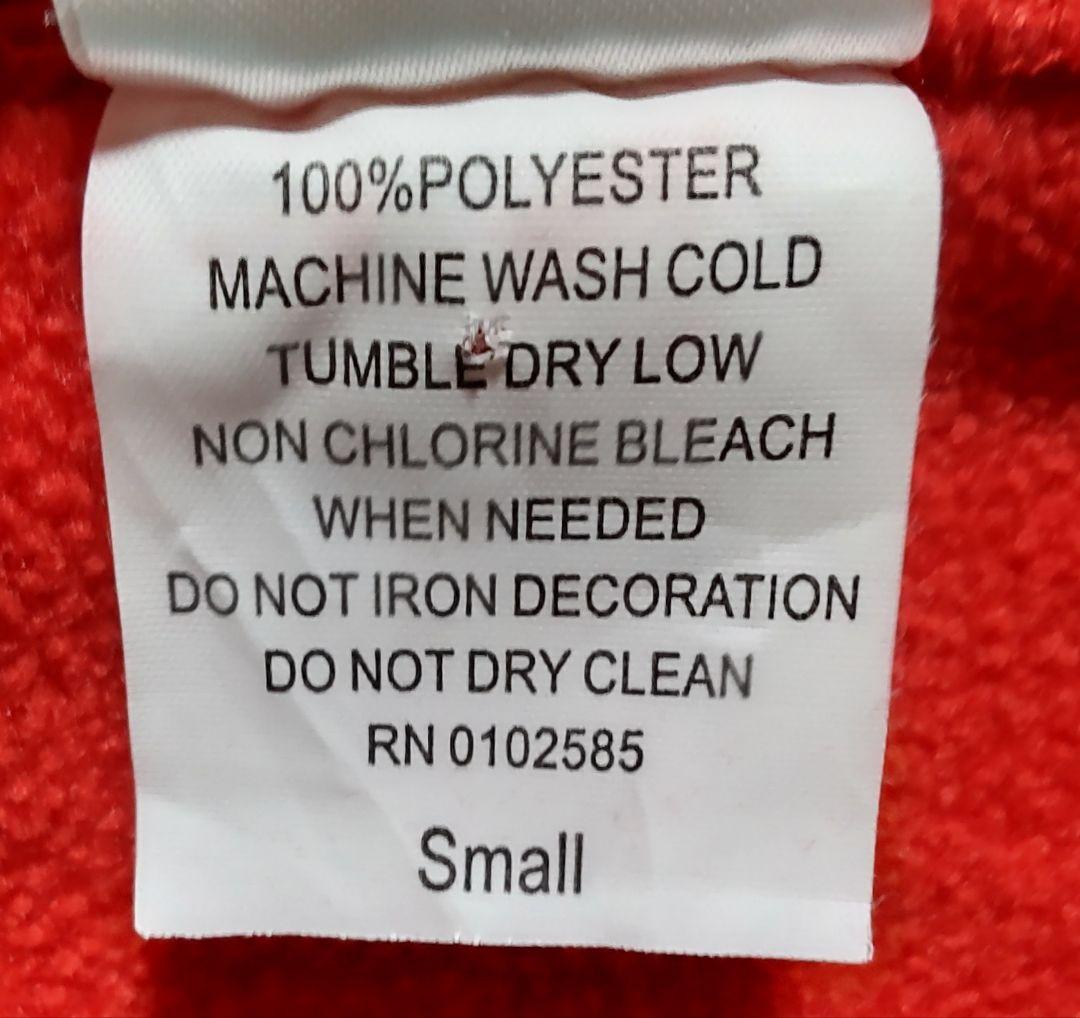 100%POLYESTER
MACHINE WASH COLD
TUMBLE DRY LOW
NON CHLORINE BLEACH
WHEN NEEDED
DO NOT IRON DECORATION
DO NOT DRY CLEAN
RN 0102585
Small